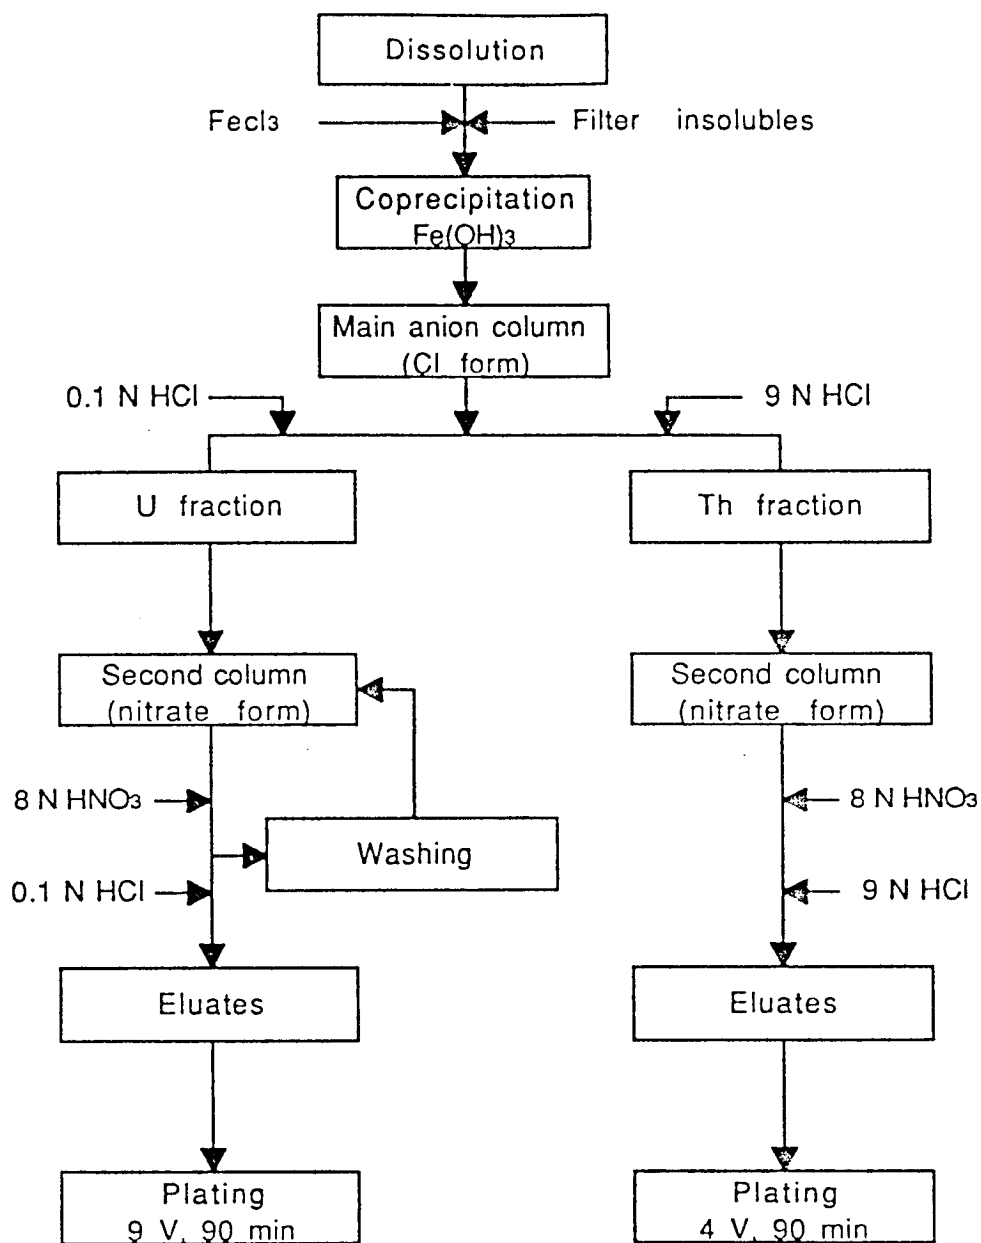 Dissolution
Fecl3
Filter insolubles
Coprecipitation
Fe(OH)3
Main anion column
(Cl form)
0.1 N HCl
9 N HCl
U fraction
Th fraction
Second column
(nitrate form)
Second column
(nitrate form)
8 N HNO3
8 N HNO3
Washing
0.1 N HCl
9 N HCl
Eluates
Eluates
Plating
9 V, 90 min
Plating
4 V, 90 min